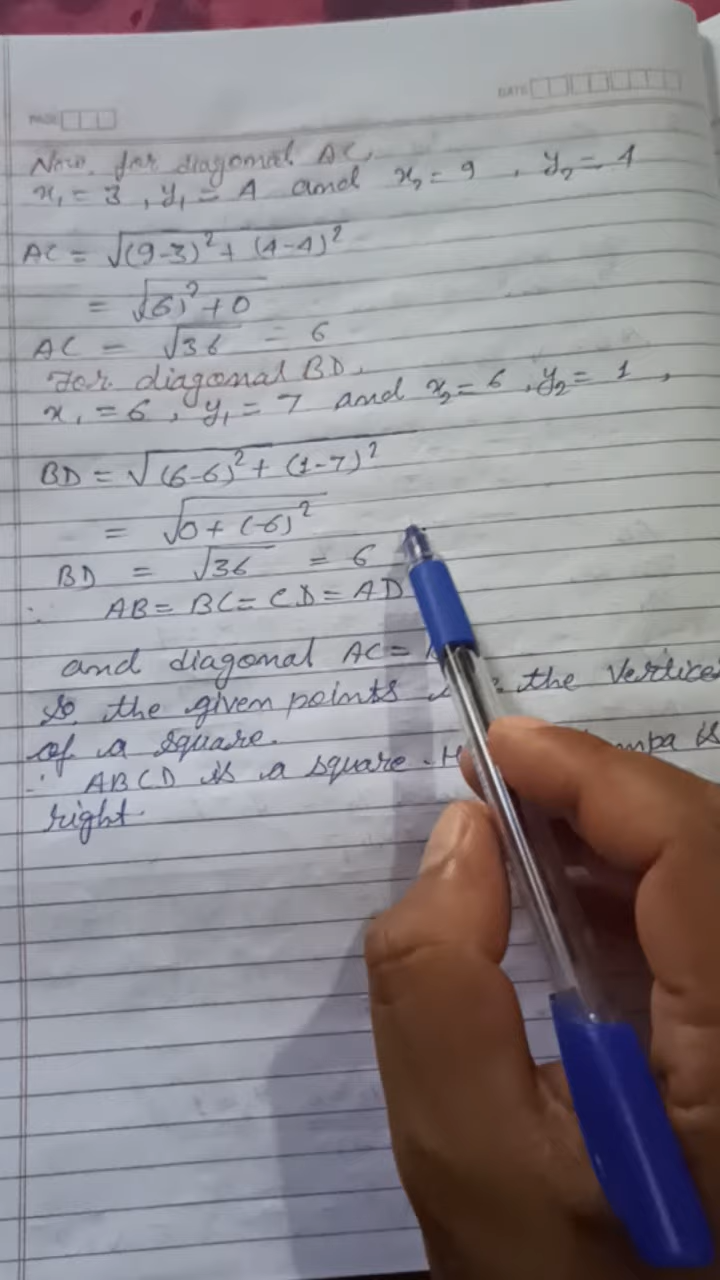 PAGE
DATE
Now, for diagonal AC,
x₁ = 3, y₁ = 4 and x₂ = 9, y₂ = 4
AC = √(9-3)² + (4-4)²
= √(6)² + 0
AC = √36 = 6
For diagonal BD,
x₁ = 6, y₁ = 7 and x₂ = 6, y₂ = 1,
BD = √(6-6)² + (1-7)²
= √0 + (-6)²
BD = √36 = 6
∴ AB = BC = CD = AD
and diagonal AC =
So, the given points the Vertices
of a square.
∴ ABCD is a square. is
right